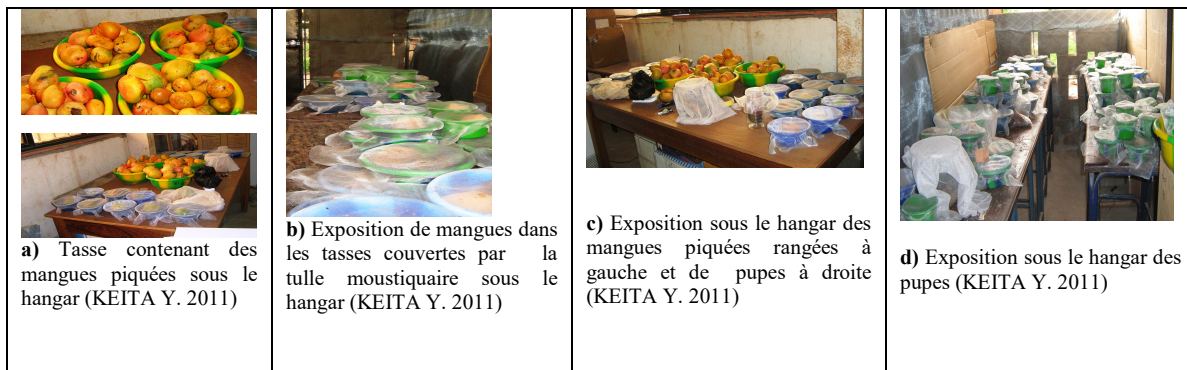 a) Tasse contenant des
mangues piquées sous le
hangar (KEITA Y. 2011)
b) Exposition de mangues dans
les tasses couvertes par la
tulle moustiquaire sous le
hangar (KEITA Y. 2011)
c) Exposition sous le hangar des
mangues piquées rangées à
gauche et de pupes à droite
(KEITA Y. 2011)
d) Exposition sous le hangar des
pupes (KEITA Y. 2011)